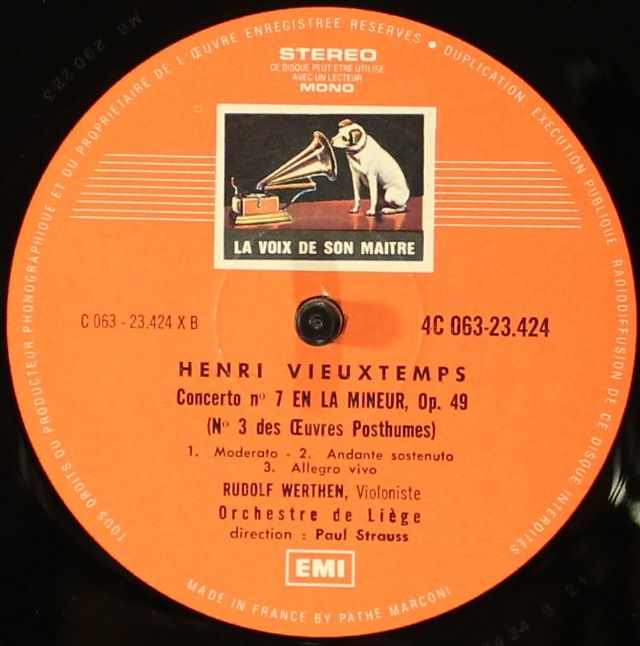 TOUS DROITS DU PRODUCTEUR PHONOGRAPHIQUE ET DU PROPRIETAIRE DE L'ŒUVRE ENREGISTREE RESERVES • DUPLICATION EXECUTION PUBLIQUE RADIODIFFUSION DE CE DISQUE INTERDITES
STEREO
CE DISQUE PEUT ETRE UTILISE
AVEC UN LECTEUR
MONO
LA VOIX DE SON MAITRE
C 063 - 23.424 X B
4C 063-23.424
HENRI VIEUXTEMPS
Concerto nº 7 EN LA MINEUR, Op. 49
(Nº 3 des Œuvres Posthumes)
1. Moderato - 2. Andante sostenuto
3. Allegro vivo
RUDOLF WERTHEN, Violoniste
Orchestre de Liège
direction : Paul Strauss
EMI
MADE IN FRANCE BY PATHE MARCONI
M6 290 223